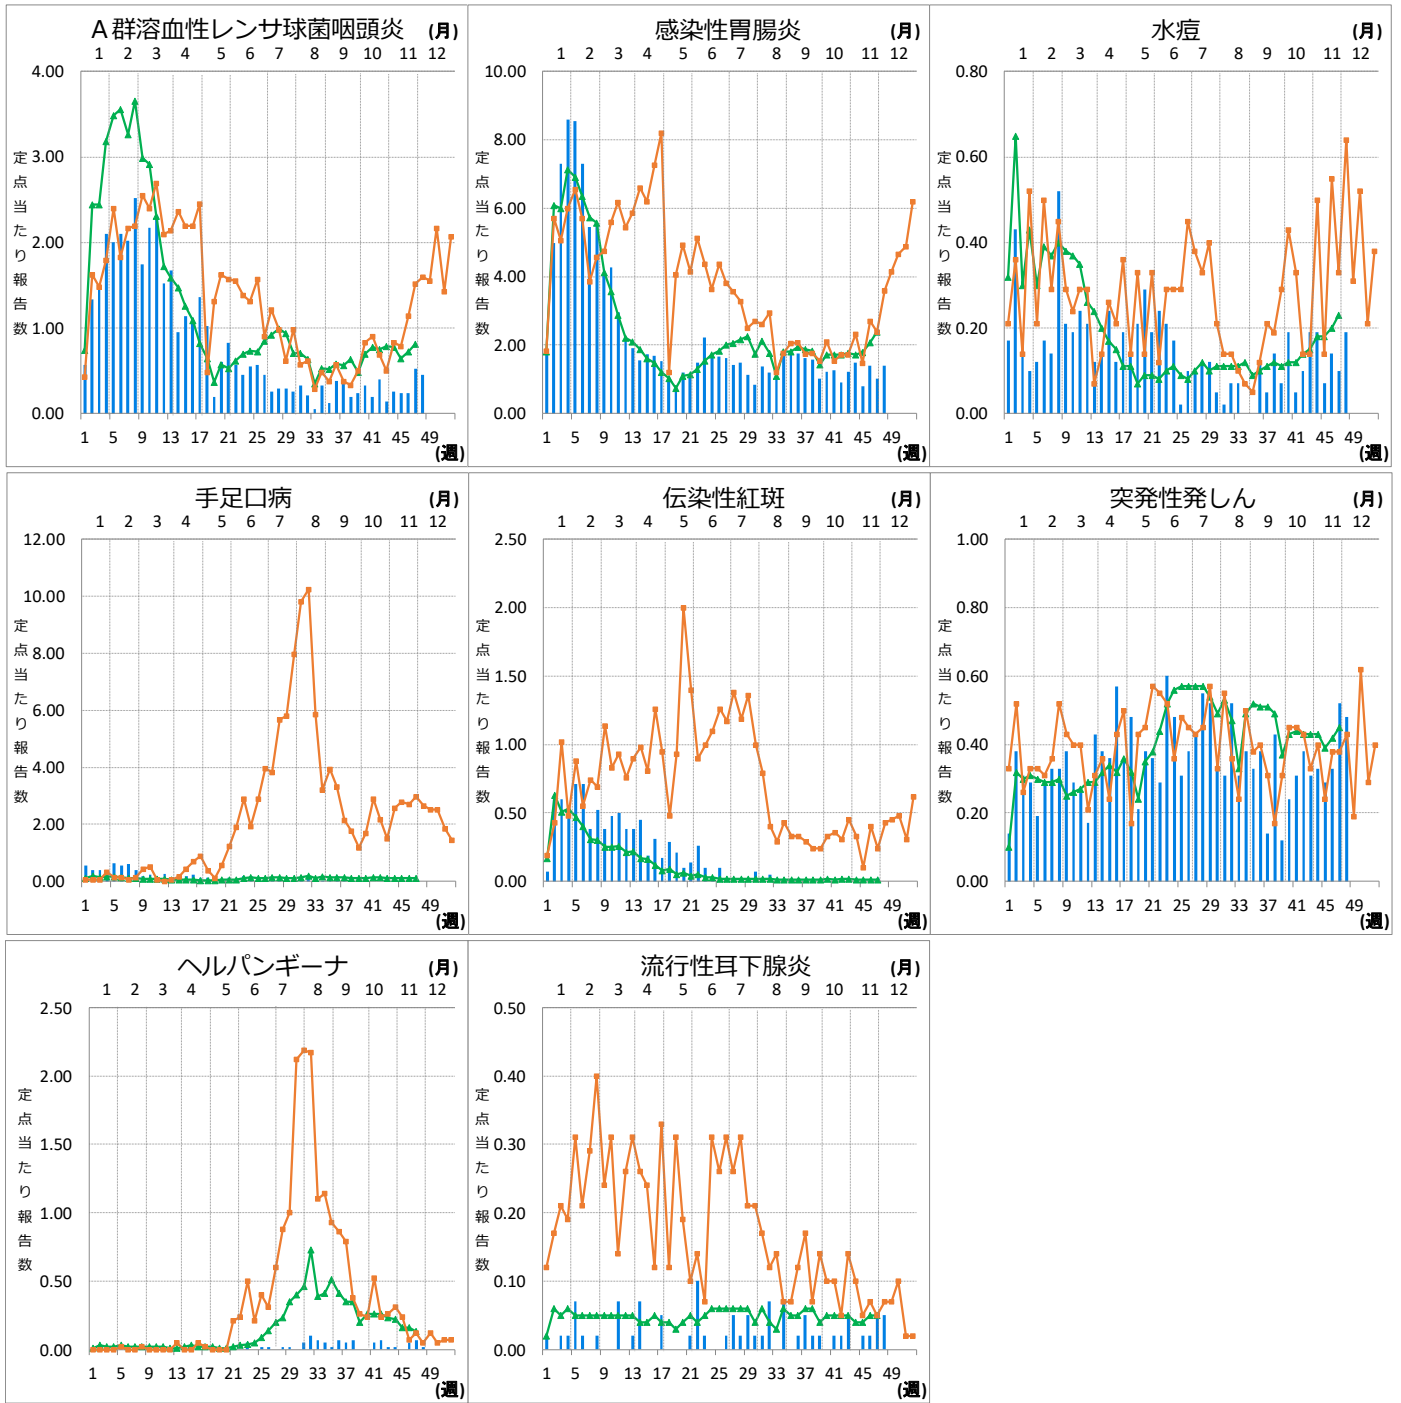 A群溶血性レンサ球菌咽頭炎 (月)
1 2 3 4 5 6 7 8 9 10 11 12
4.00
3.00
2.00
1.00
0.00
定点当たり報告数
1 5 9 13 17 21 25 29 33 37 41 45 49
(週)
感染性胃腸炎 (月)
1 2 3 4 5 6 7 8 9 10 11 12
10.00
8.00
6.00
4.00
2.00
0.00
定点当たり報告数
1 5 9 13 17 21 25 29 33 37 41 45 49
(週)
水痘 (月)
1 2 3 4 5 6 7 8 9 10 11 12
0.80
0.60
0.40
0.20
0.00
定点当たり報告数
1 5 9 13 17 21 25 29 33 37 41 45 49
(週)
手足口病 (月)
1 2 3 4 5 6 7 8 9 10 11 12
12.00
10.00
8.00
6.00
4.00
2.00
0.00
定点当たり報告数
1 5 9 13 17 21 25 29 33 37 41 45 49
(週)
伝染性紅斑 (月)
1 2 3 4 5 6 7 8 9 10 11 12
2.50
2.00
1.50
1.00
0.50
0.00
定点当たり報告数
1 5 9 13 17 21 25 29 33 37 41 45 49
(週)
突発性発しん (月)
1 2 3 4 5 6 7 8 9 10 11 12
1.00
0.80
0.60
0.40
0.20
0.00
定点当たり報告数
1 5 9 13 17 21 25 29 33 37 41 45 49
(週)
ヘルパンギーナ (月)
1 2 3 4 5 6 7 8 9 10 11 12
2.50
2.00
1.50
1.00
0.50
0.00
定点当たり報告数
1 5 9 13 17 21 25 29 33 37 41 45 49
(週)
流行性耳下腺炎 (月)
1 2 3 4 5 6 7 8 9 10 11 12
0.50
0.40
0.30
0.20
0.10
0.00
定点当たり報告数
1 5 9 13 17 21 25 29 33 37 41 45 49
(週)